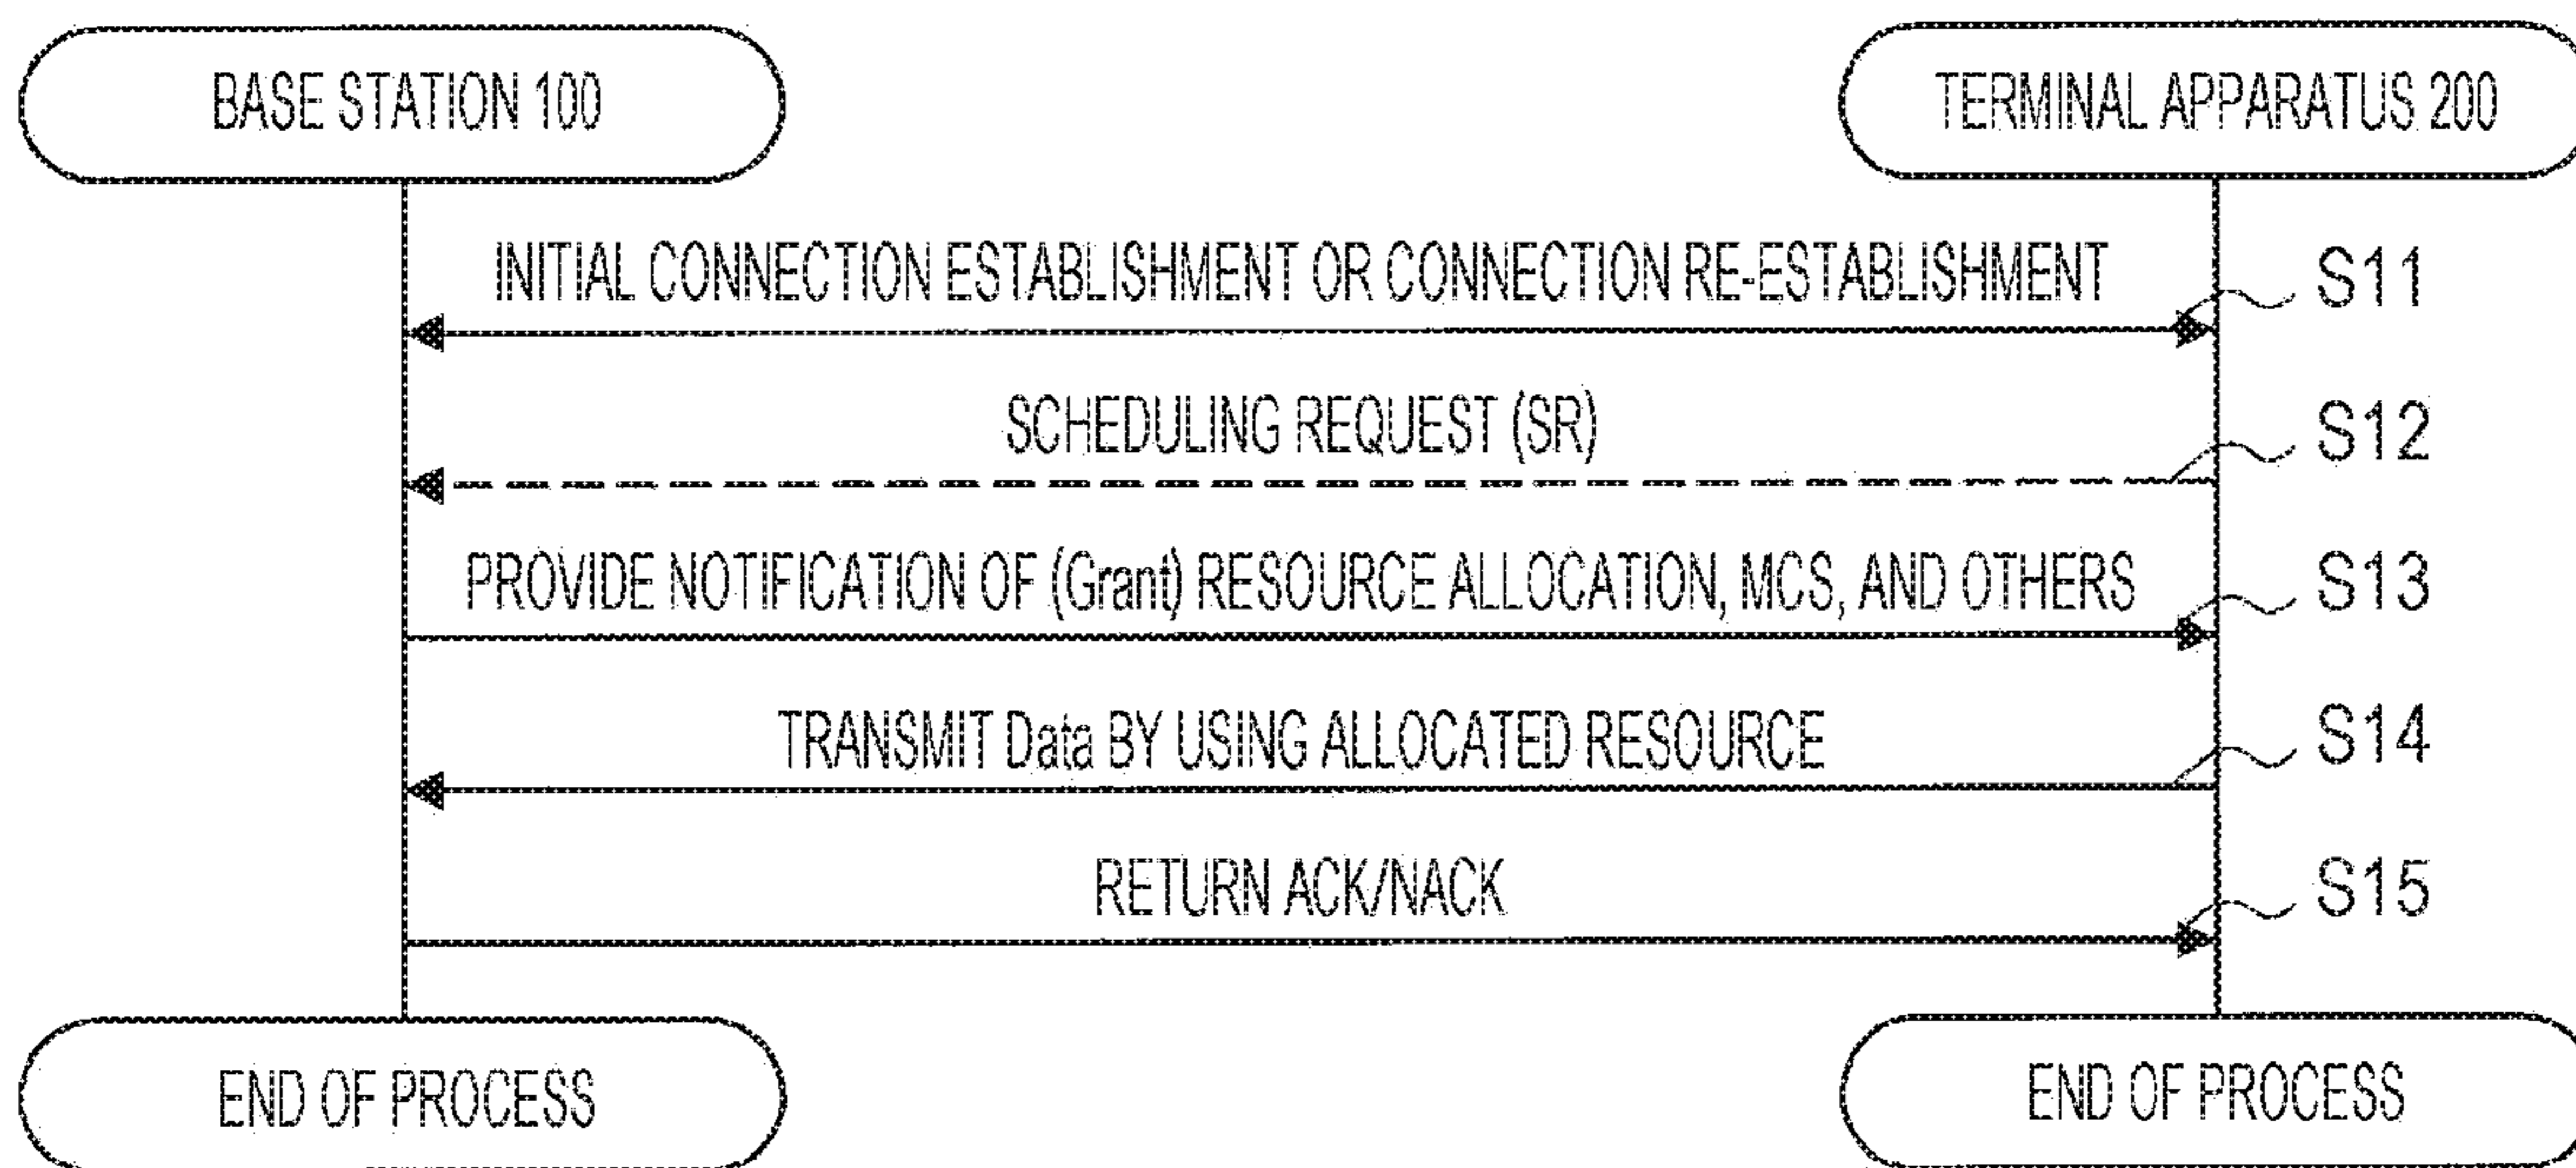 BASE STATION 100
TERMINAL APPARATUS 200
INITIAL CONNECTION ESTABLISHMENT OR CONNECTION RE-ESTABLISHMENT
S11
SCHEDULING REQUEST (SR)
S12
PROVIDE NOTIFICATION OF (Grant) RESOURCE ALLOCATION, MCS, AND OTHERS
S13
TRANSMIT Data BY USING ALLOCATED RESOURCE
S14
RETURN ACK/NACK
S15
END OF PROCESS
END OF PROCESS